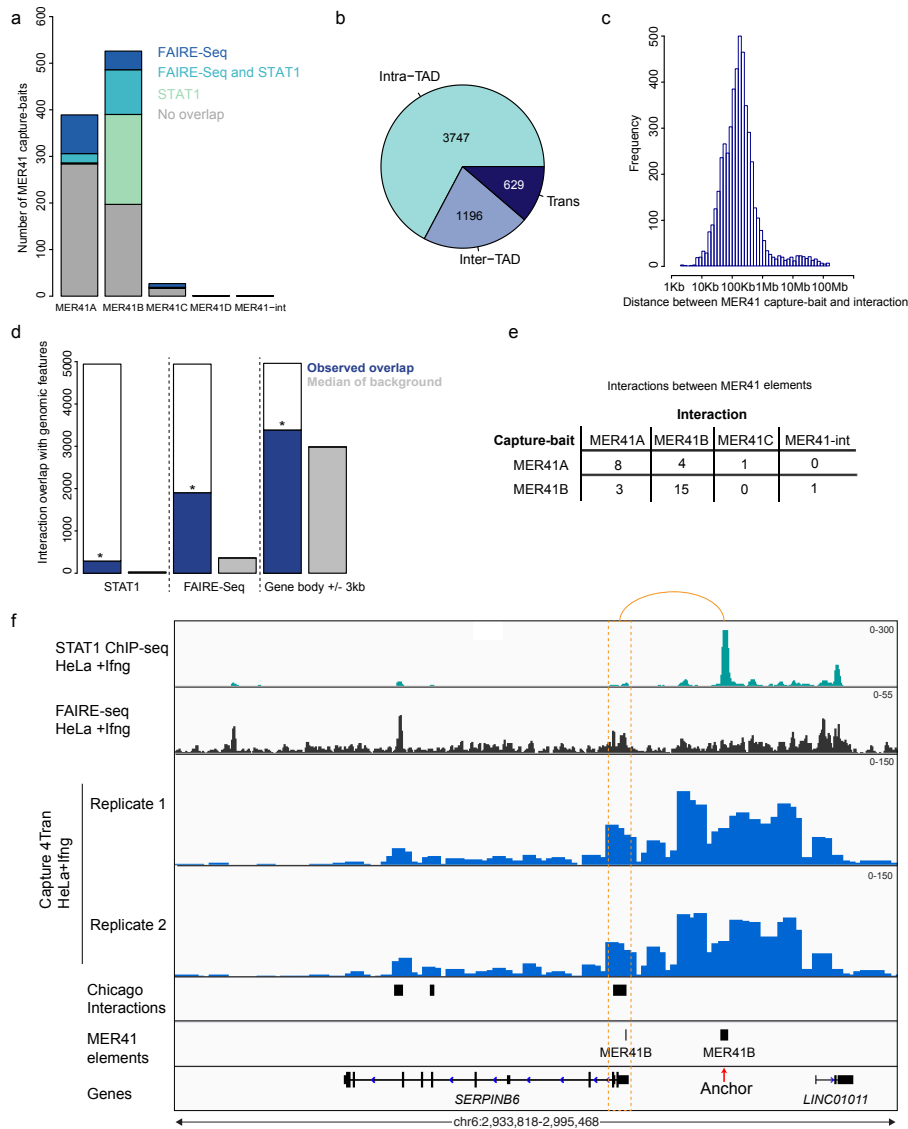 a
600
500
400
300
200
100
0
Number of MER41 capture-baits
FAIRE-Seq
FAIRE-Seq and STAT1
STAT1
No overlap
MER41A
MER41B
MER41C
MER41D
MER41−int
b
Intra−TAD
3747
629
Trans
1196
Inter−TAD
c
500
400
300
200
100
0
Frequency
1Kb
10Kb
100Kb
1Mb
10Mb
100Mb
Distance between MER41 capture-bait and interaction
d
5000
4000
3000
2000
1000
0
Interaction overlap with genomic features
Observed overlap
Median of background
*
*
*
STAT1
FAIRE-Seq
Gene body +/- 3kb
e
Interactions between MER41 elements
Interaction
Capture-bait MER41A MER41B MER41C MER41-int
MER41A 8 4 1 0
MER41B 3 15 0 1
f
STAT1 ChIP-seq
HeLa +Ifng
0-300
FAIRE-seq
HeLa +Ifng
0-55
Capture 4Tran
HeLa+Ifng
Replicate 1
0-150
Replicate 2
0-150
Chicago
Interactions
MER41
elements
MER41B
MER41B
Genes
SERPINB6
Anchor
LINC01011
chr6:2,933,818-2,995,468